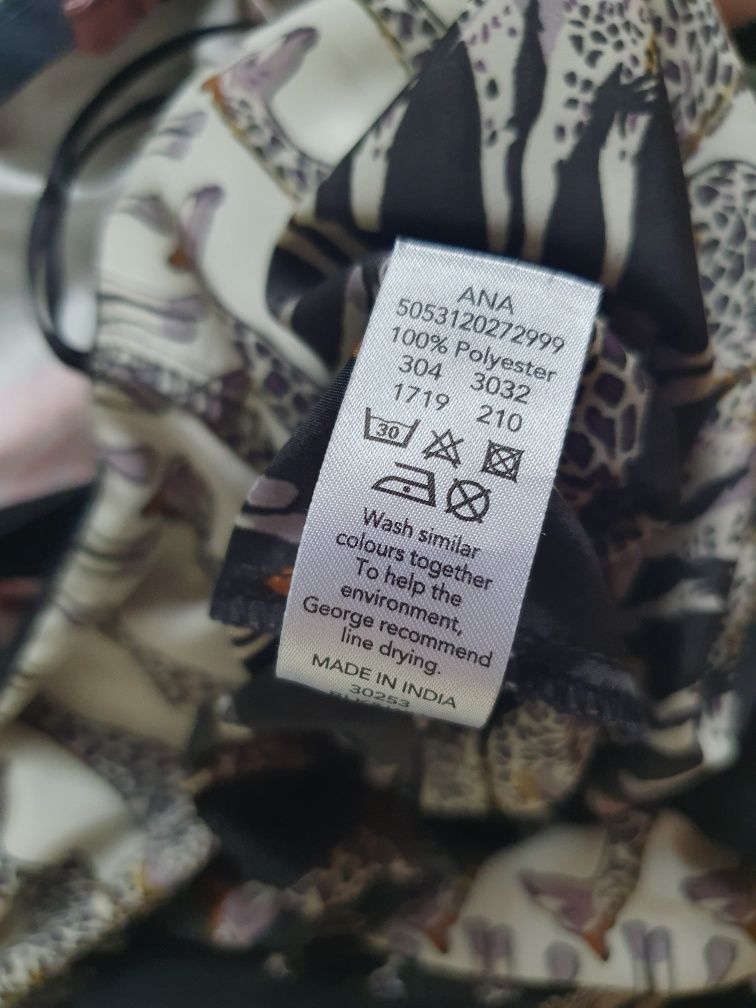 ANA
5053120272999
100% Polyester
304 3032
1719 210
30
Wash similar
colours together
To help the
environment,
George recommend
line drying.
MADE IN INDIA
30253